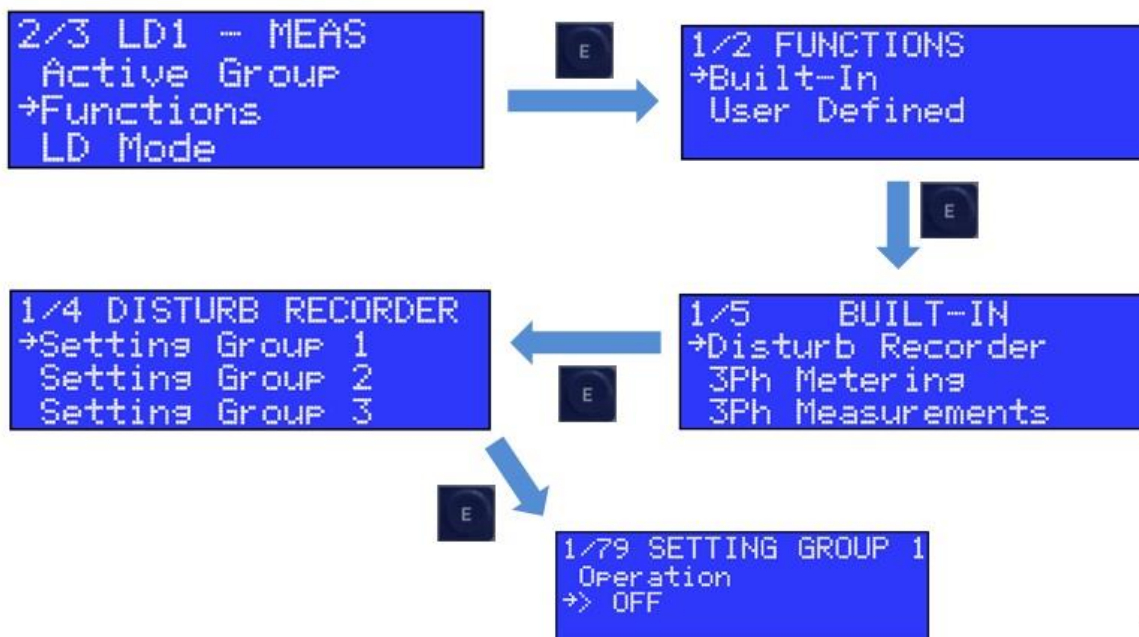 2/3 LD1 - MEAS
Active Group
→Functions
LD Mode
E
1/2 FUNCTIONS
→Built-In
User Defined
E
1/5 BUILT-IN
→Disturb Recorder
3Ph Metering
3Ph Measurements
E
1/4 DISTURB RECORDER
→Setting Group 1
Setting Group 2
Setting Group 3
E
1/79 SETTING GROUP 1
Operation
→> OFF